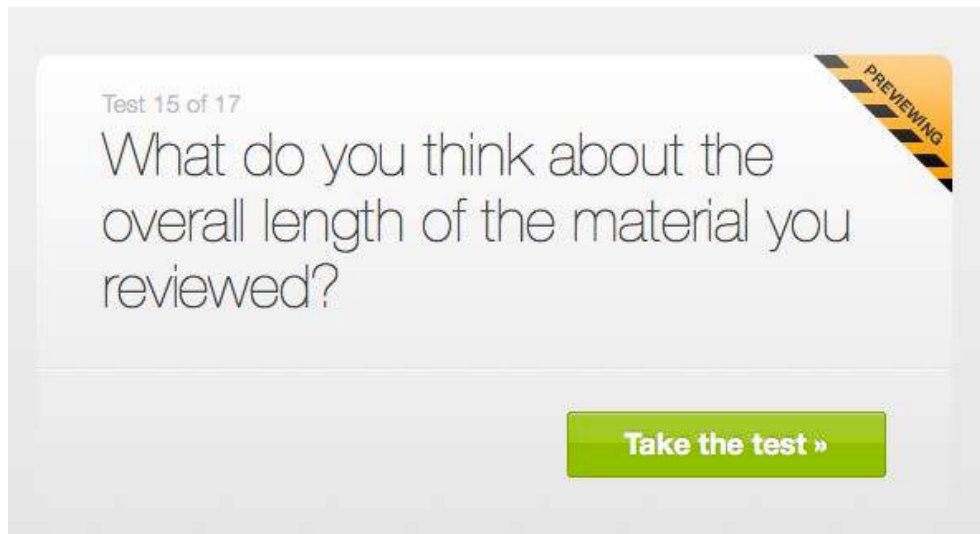 Test 15 of 17
PREVIEWING
What do you think about the
overall length of the material you
reviewed?
Take the test »